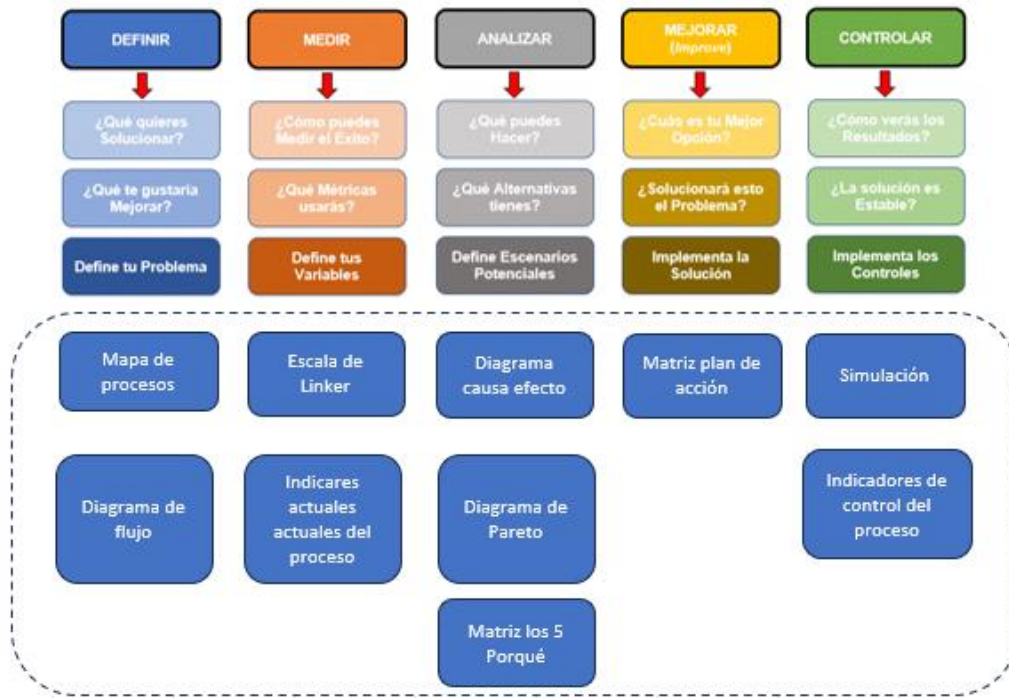 DEFINIR
MEDIR
ANALIZAR
MEJORAR
(Improve)
CONTROLAR
¿Qué quieres
Solucionar?
¿Cómo puedes
Medir el Éxito?
¿Qué puedes
Hacer?
¿Cuás es tu Mejor
Opción?
¿Cómo verás los
Resultados?
¿Qué te gustaría
Mejorar?
¿Qué Métricas
usarás?
¿Qué Alternativas
tienes?
¿Solucionará esto
el Problema?
¿La solución es
Estable?
Define tu Problema
Define tus
Variables
Define Escenarios
Potenciales
Implementa la
Solución
Implementa los
Controles
Mapa de
procesos
Escala de
Linker
Diagrama
causa efecto
Matriz plan de
acción
Simulación
Diagrama de
flujo
Indicares
actuales
actuales del
proceso
Diagrama de
Pareto
Indicadores de
control del
proceso
Matriz los 5
Porqué